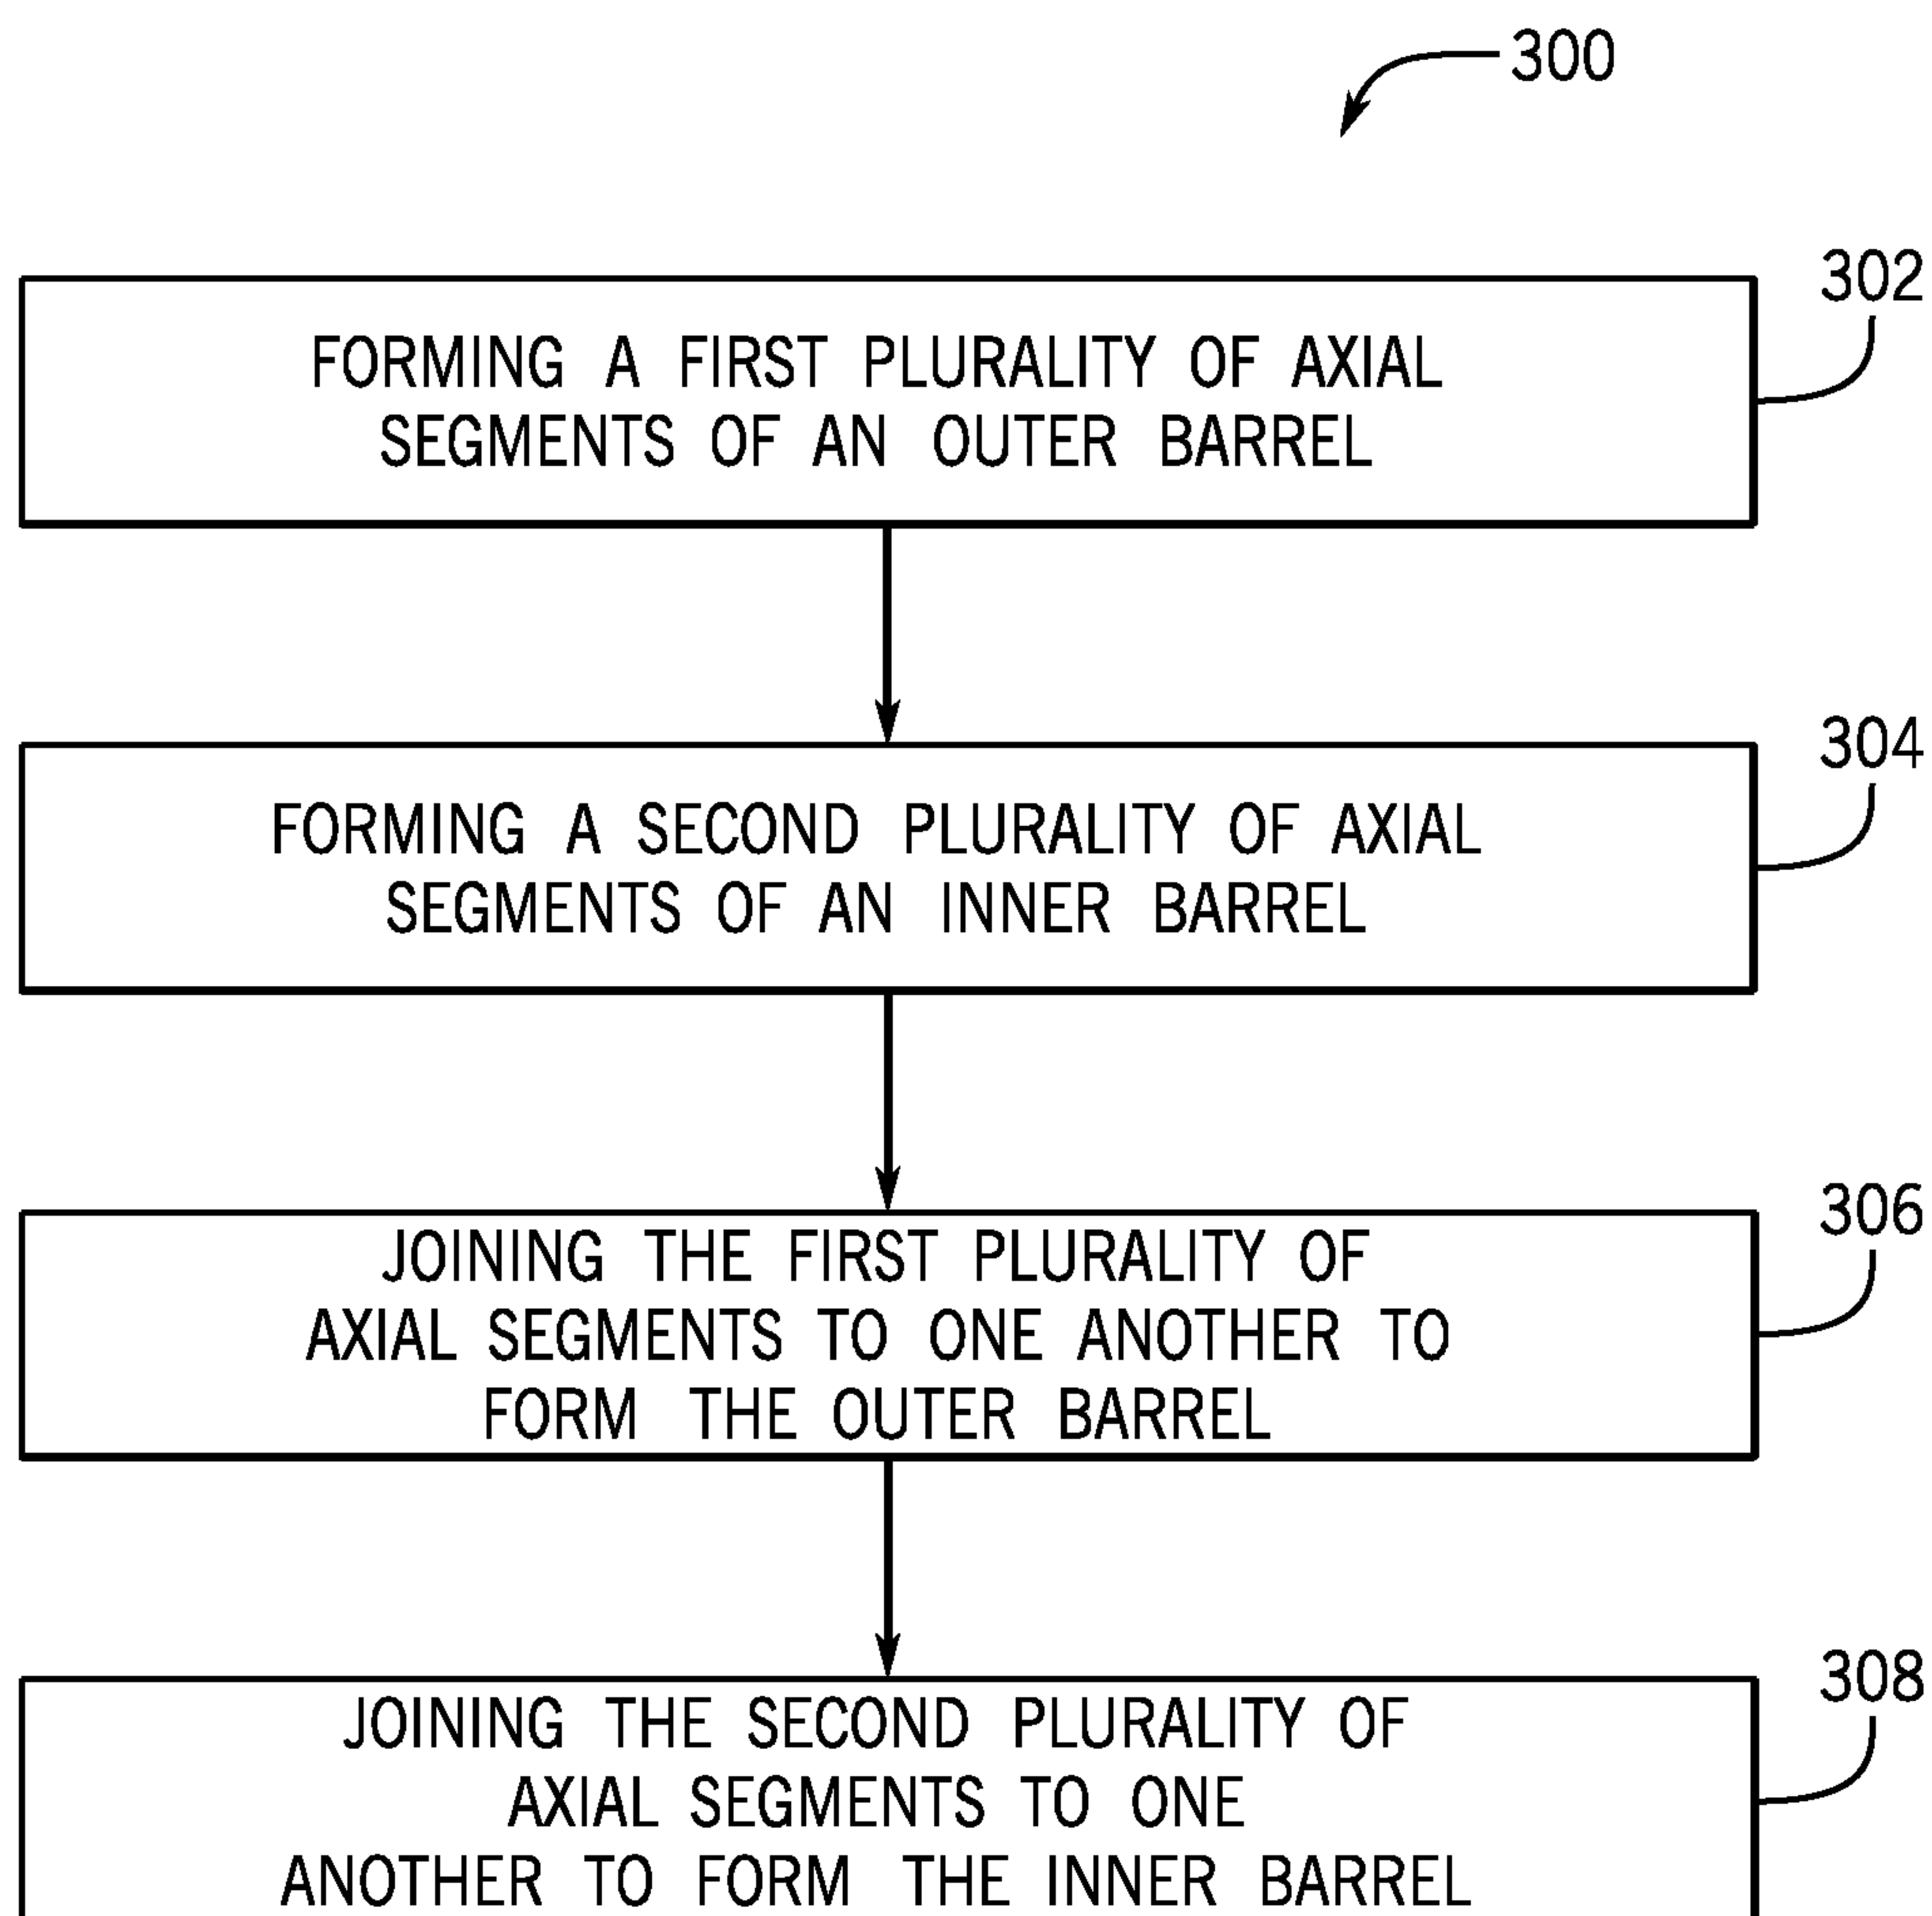 300
302
FORMING A FIRST PLURALITY OF AXIAL
SEGMENTS OF AN OUTER BARREL
304
FORMING A SECOND PLURALITY OF AXIAL
SEGMENTS OF AN INNER BARREL
306
JOINING THE FIRST PLURALITY OF
AXIAL SEGMENTS TO ONE ANOTHER TO
FORM THE OUTER BARREL
308
JOINING THE SECOND PLURALITY OF
AXIAL SEGMENTS TO ONE
ANOTHER TO FORM THE INNER BARREL